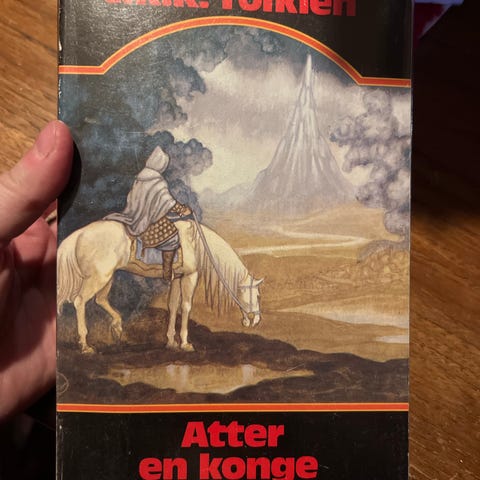 Tolkien
Atter
en konge